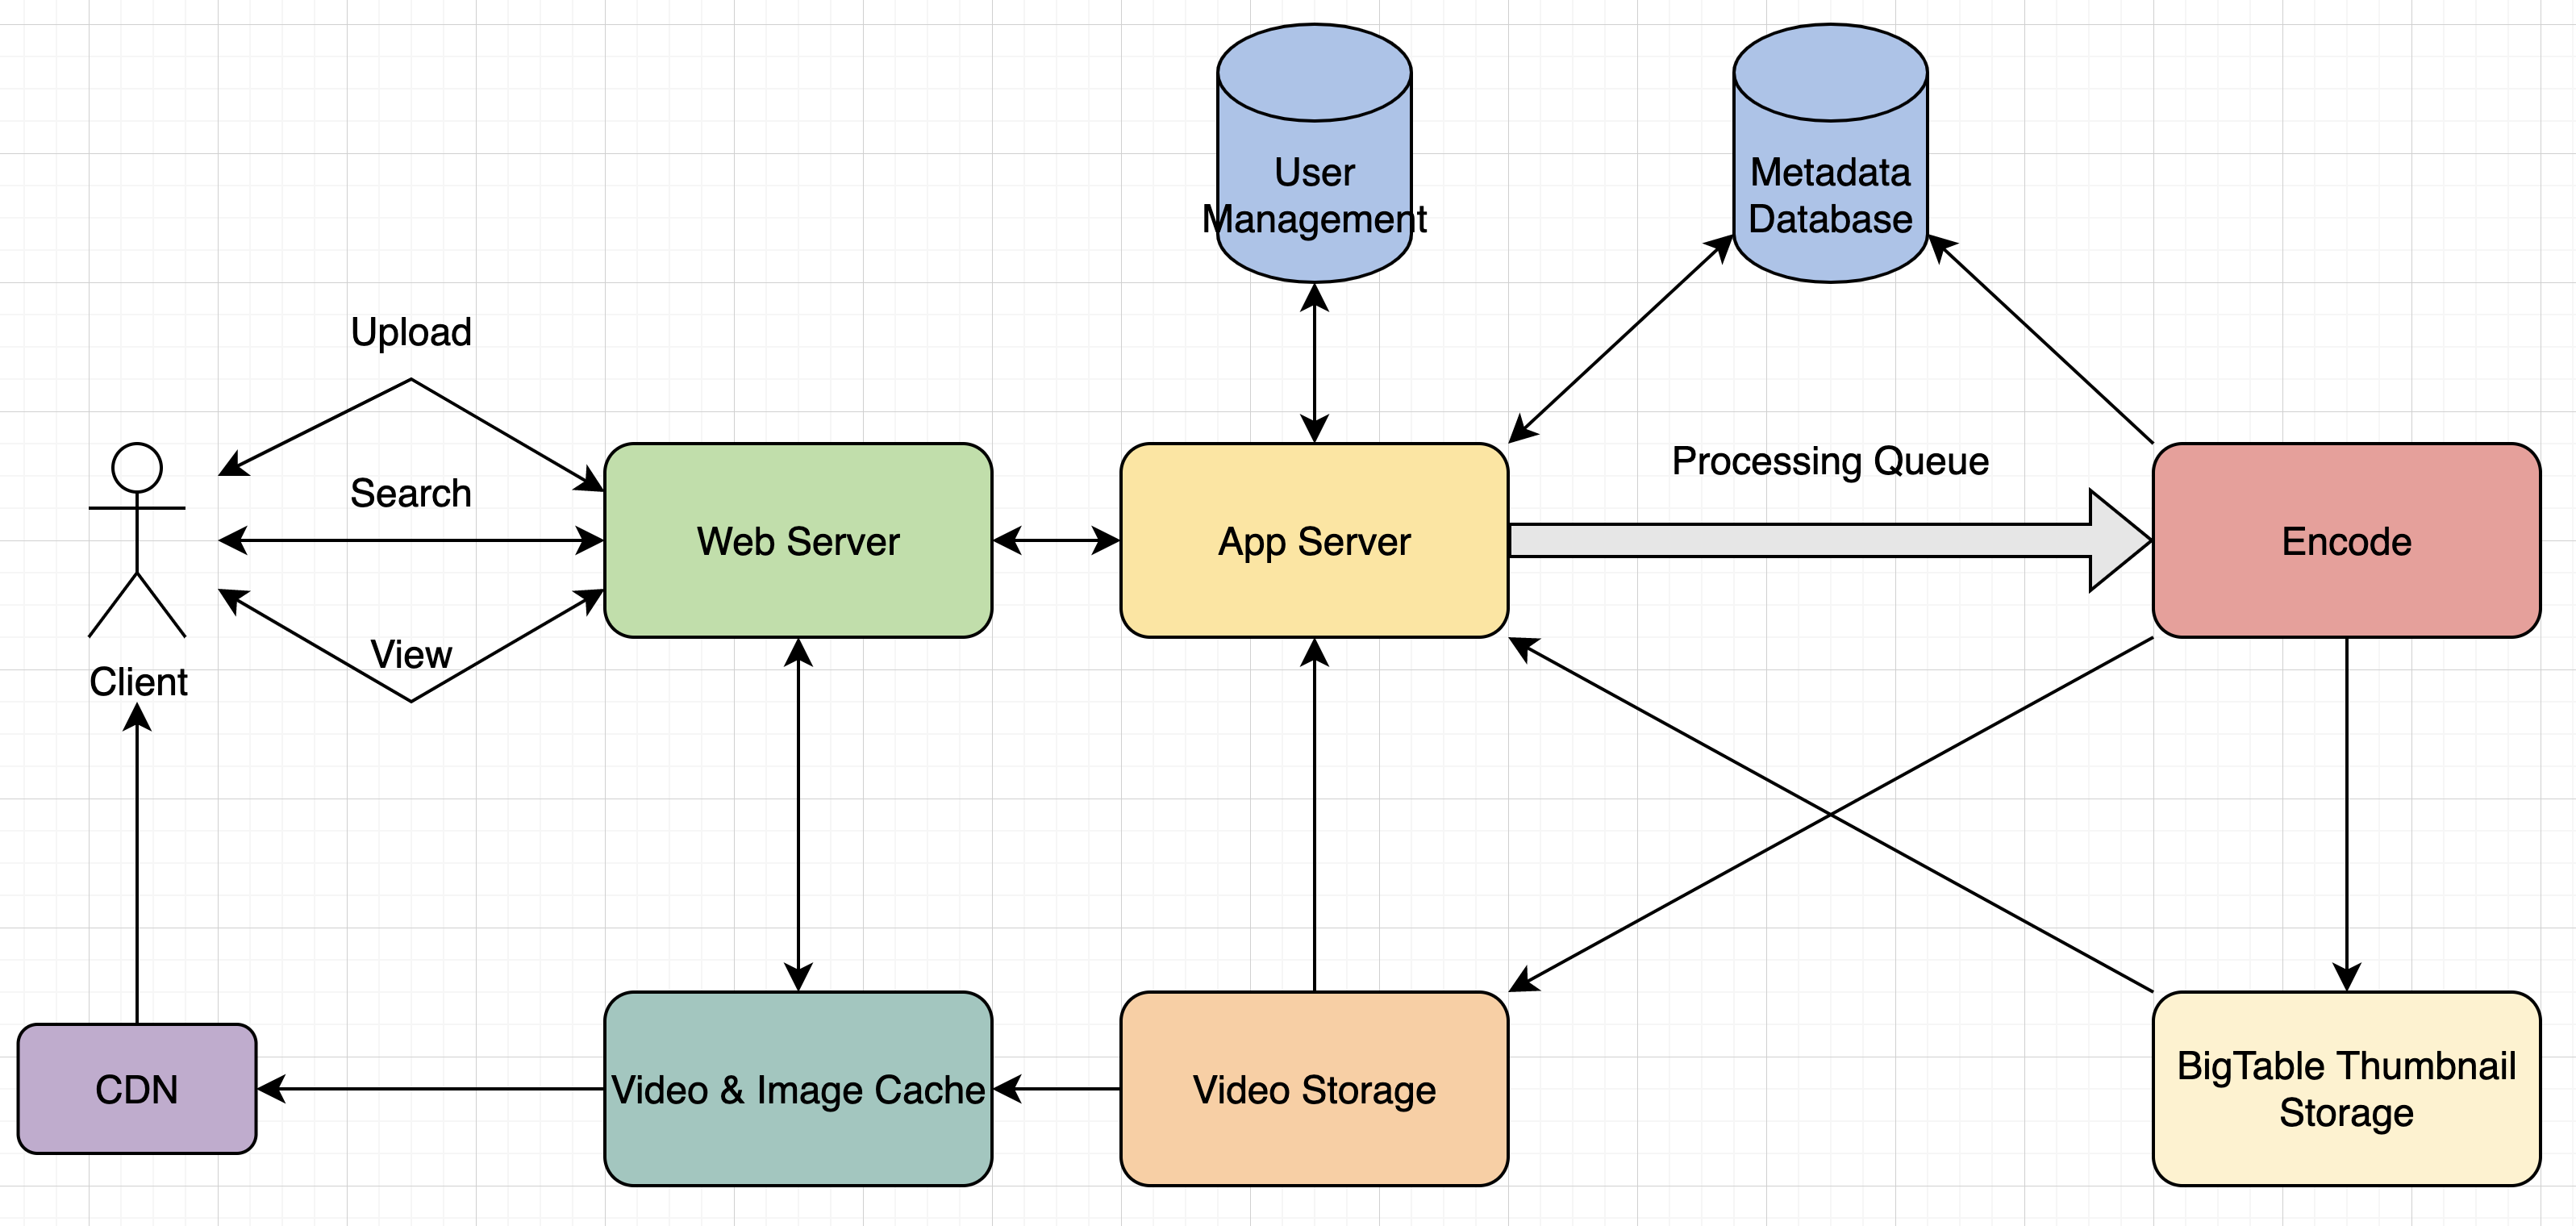 User
Management
Metadata
Database
Upload
Search
View
Client
Web Server
App Server
Processing Queue
Encode
CDN
Video & Image Cache
Video Storage
BigTable Thumbnail
Storage